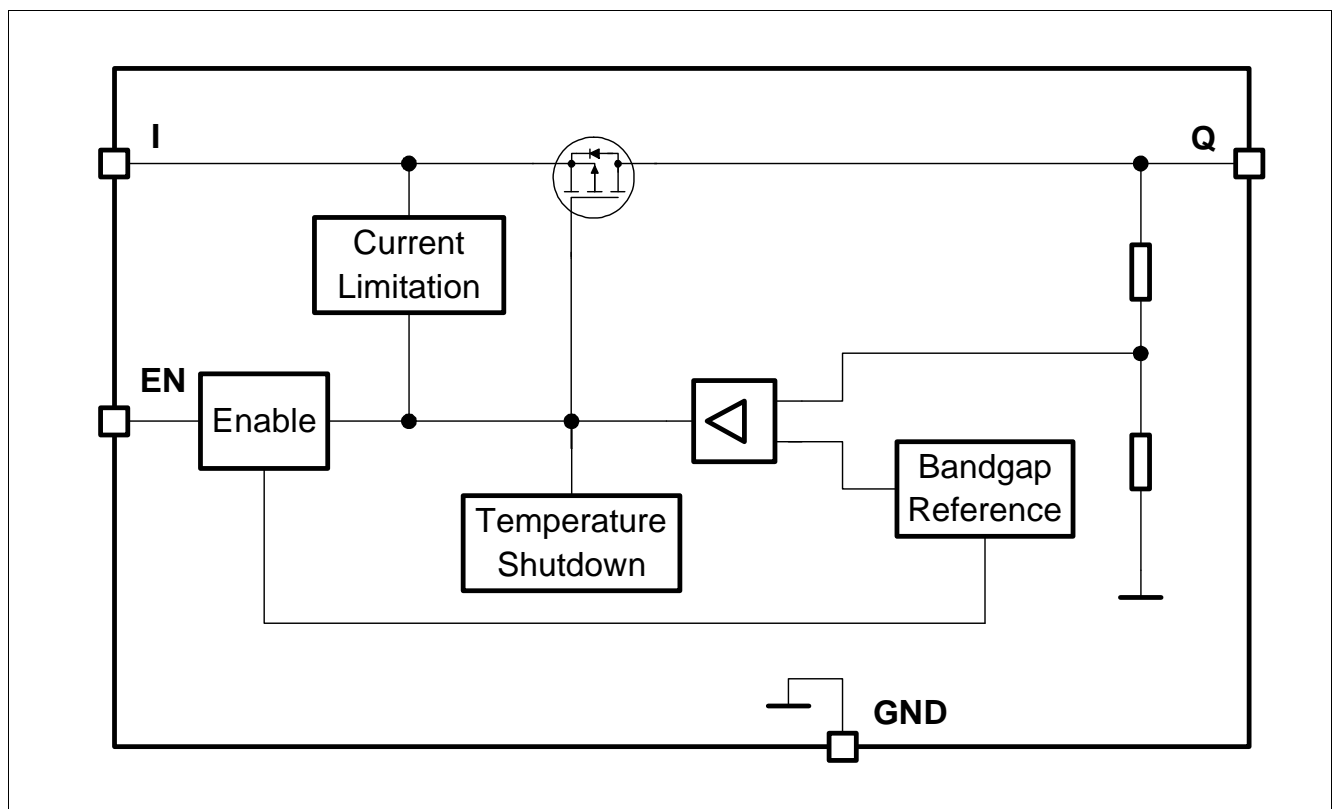 I
Q
Current
Limitation
EN
Enable
Bandgap
Reference
Temperature
Shutdown
GND